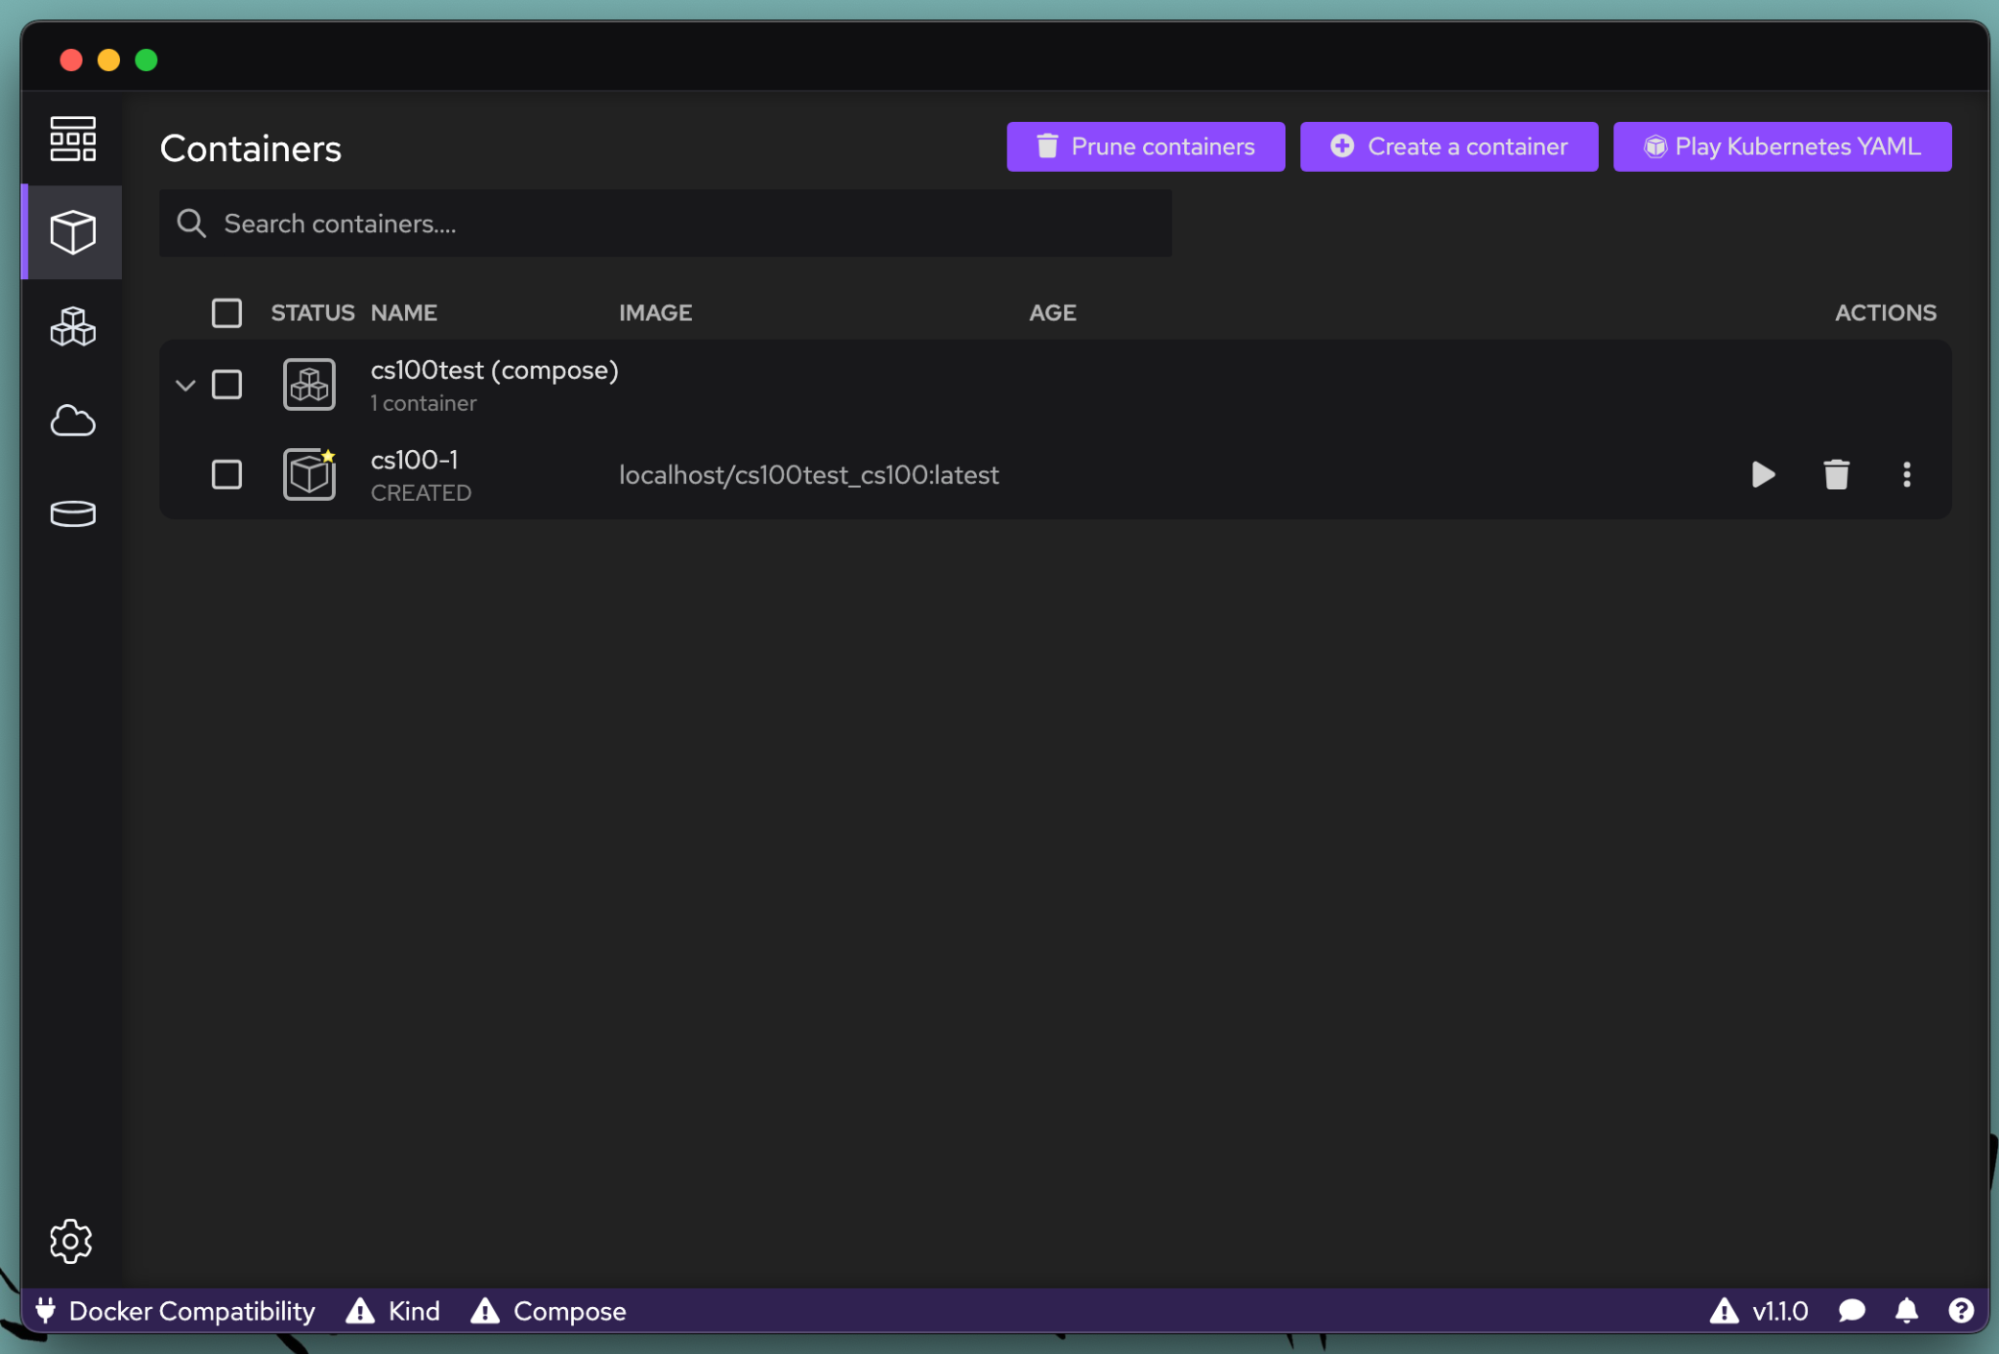 Containers
Prune containers
Create a container
Play Kubernetes YAML
Search containers....
STATUS NAME IMAGE AGE ACTIONS
cs100test (compose)
1 container
cs100-1
CREATED
localhost/cs100test_cs100:latest
Docker Compatibility Kind Compose v1.1.0